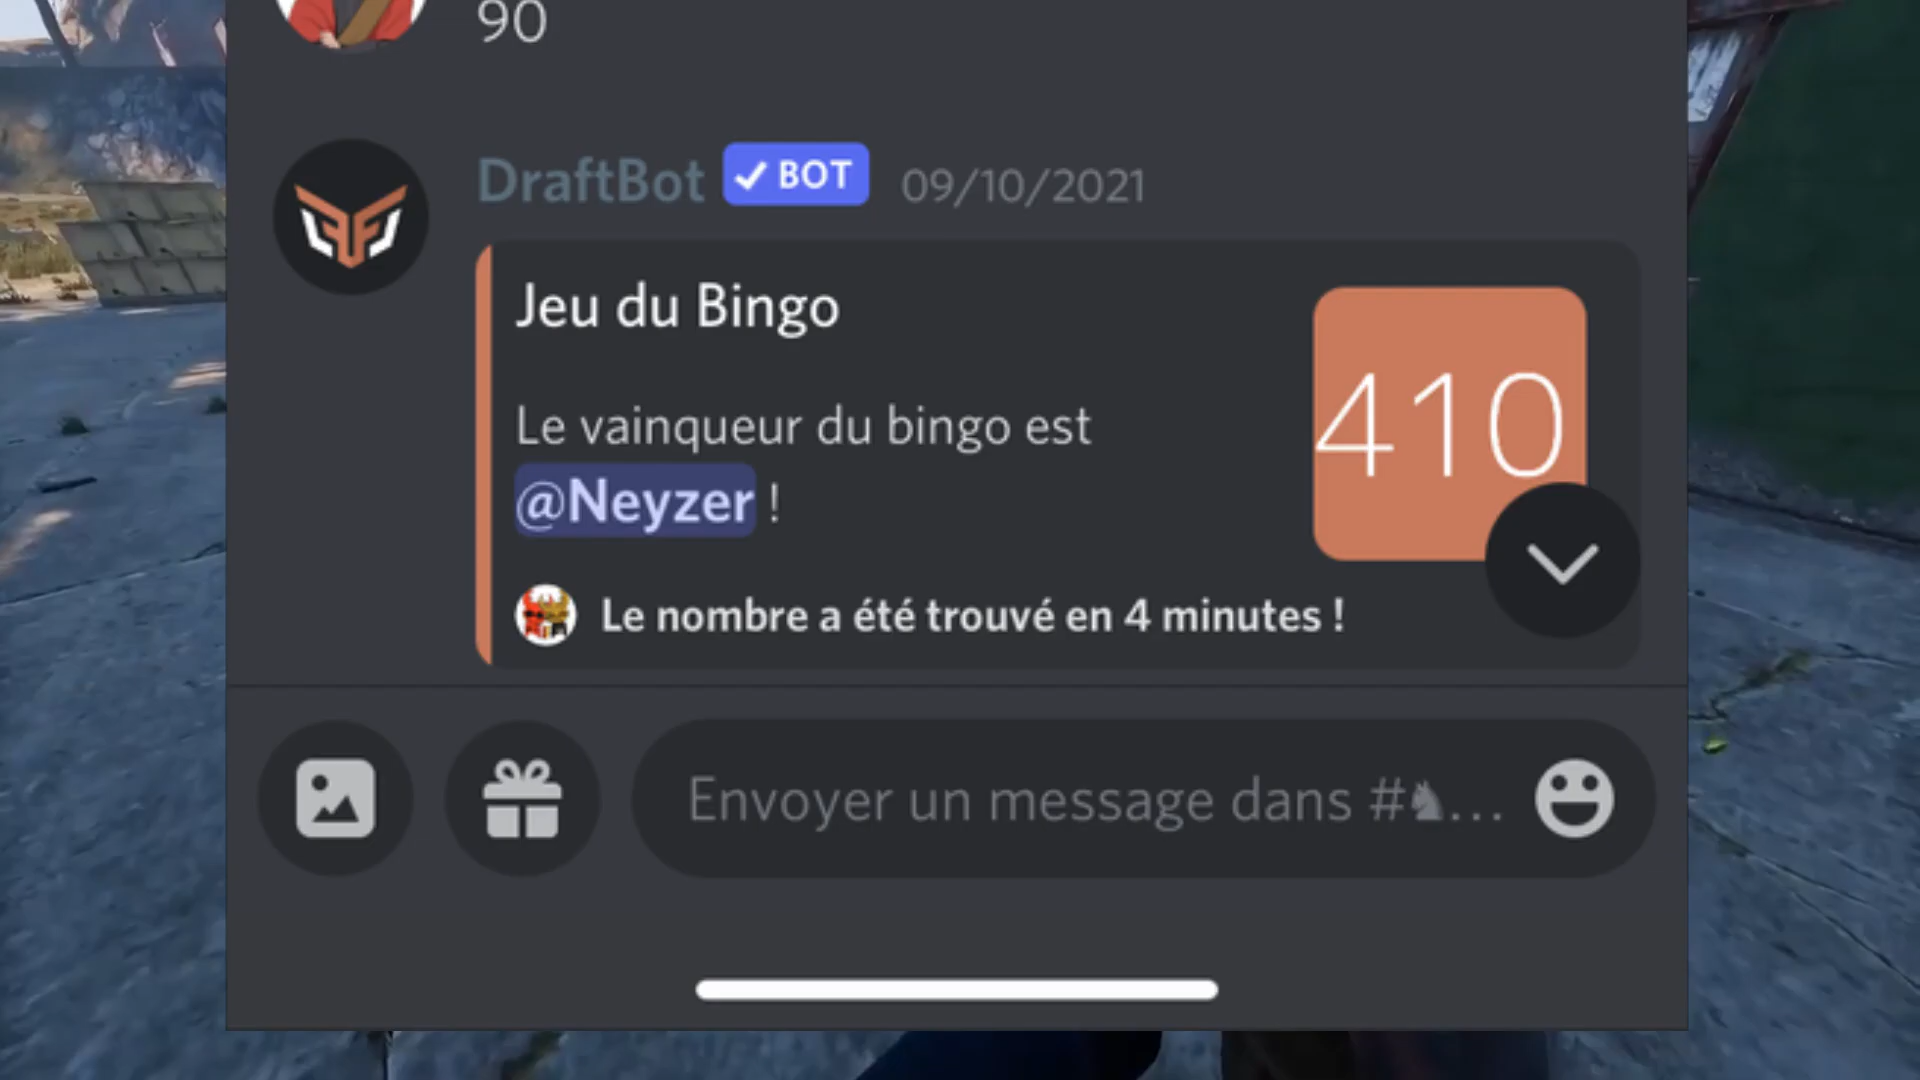 90
DraftBot ✓ BOT 09/10/2021
Jeu du Bingo
410
Le vainqueur du bingo est
@Neyzer !
Le nombre a été trouvé en 4 minutes !
Envoyer un message dans #♞...